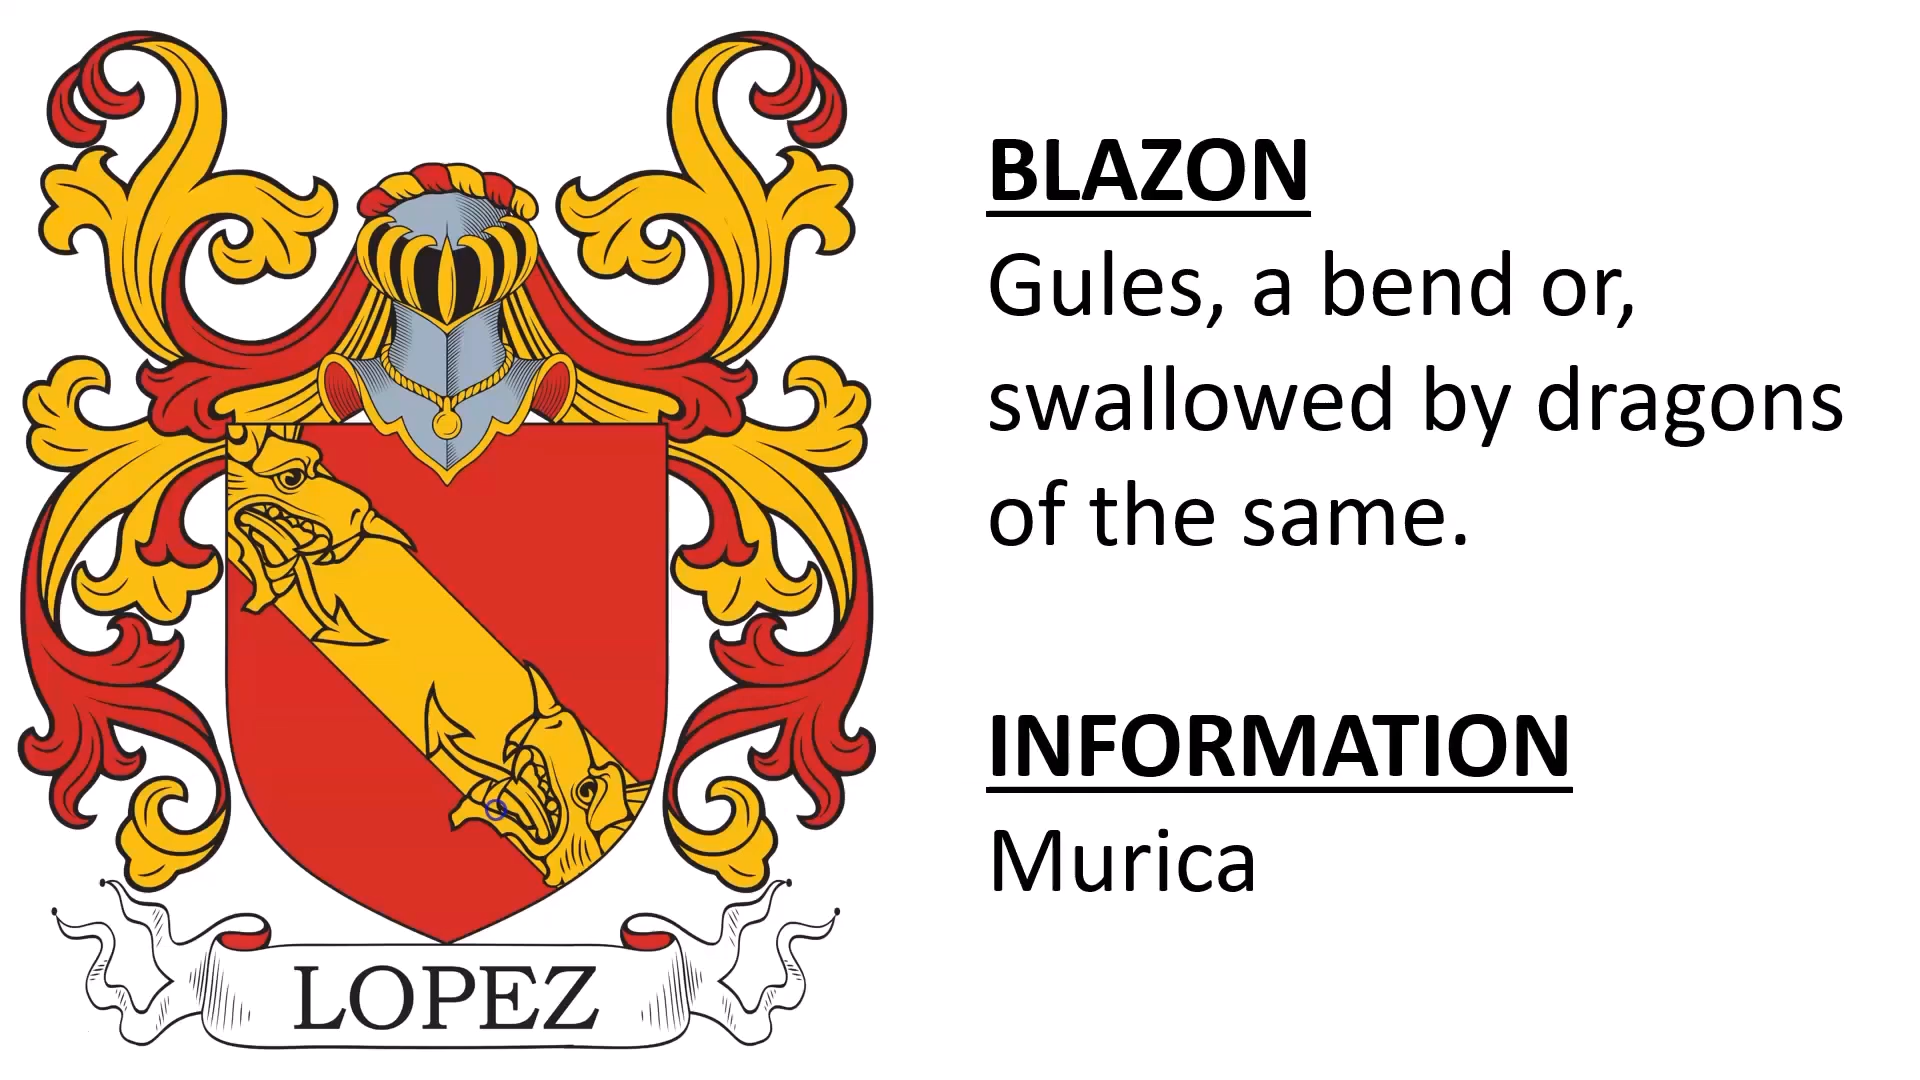 BLAZON
Gules, a bend or,
swallowed by dragons
of the same.
INFORMATION
Murica
LOPEZ